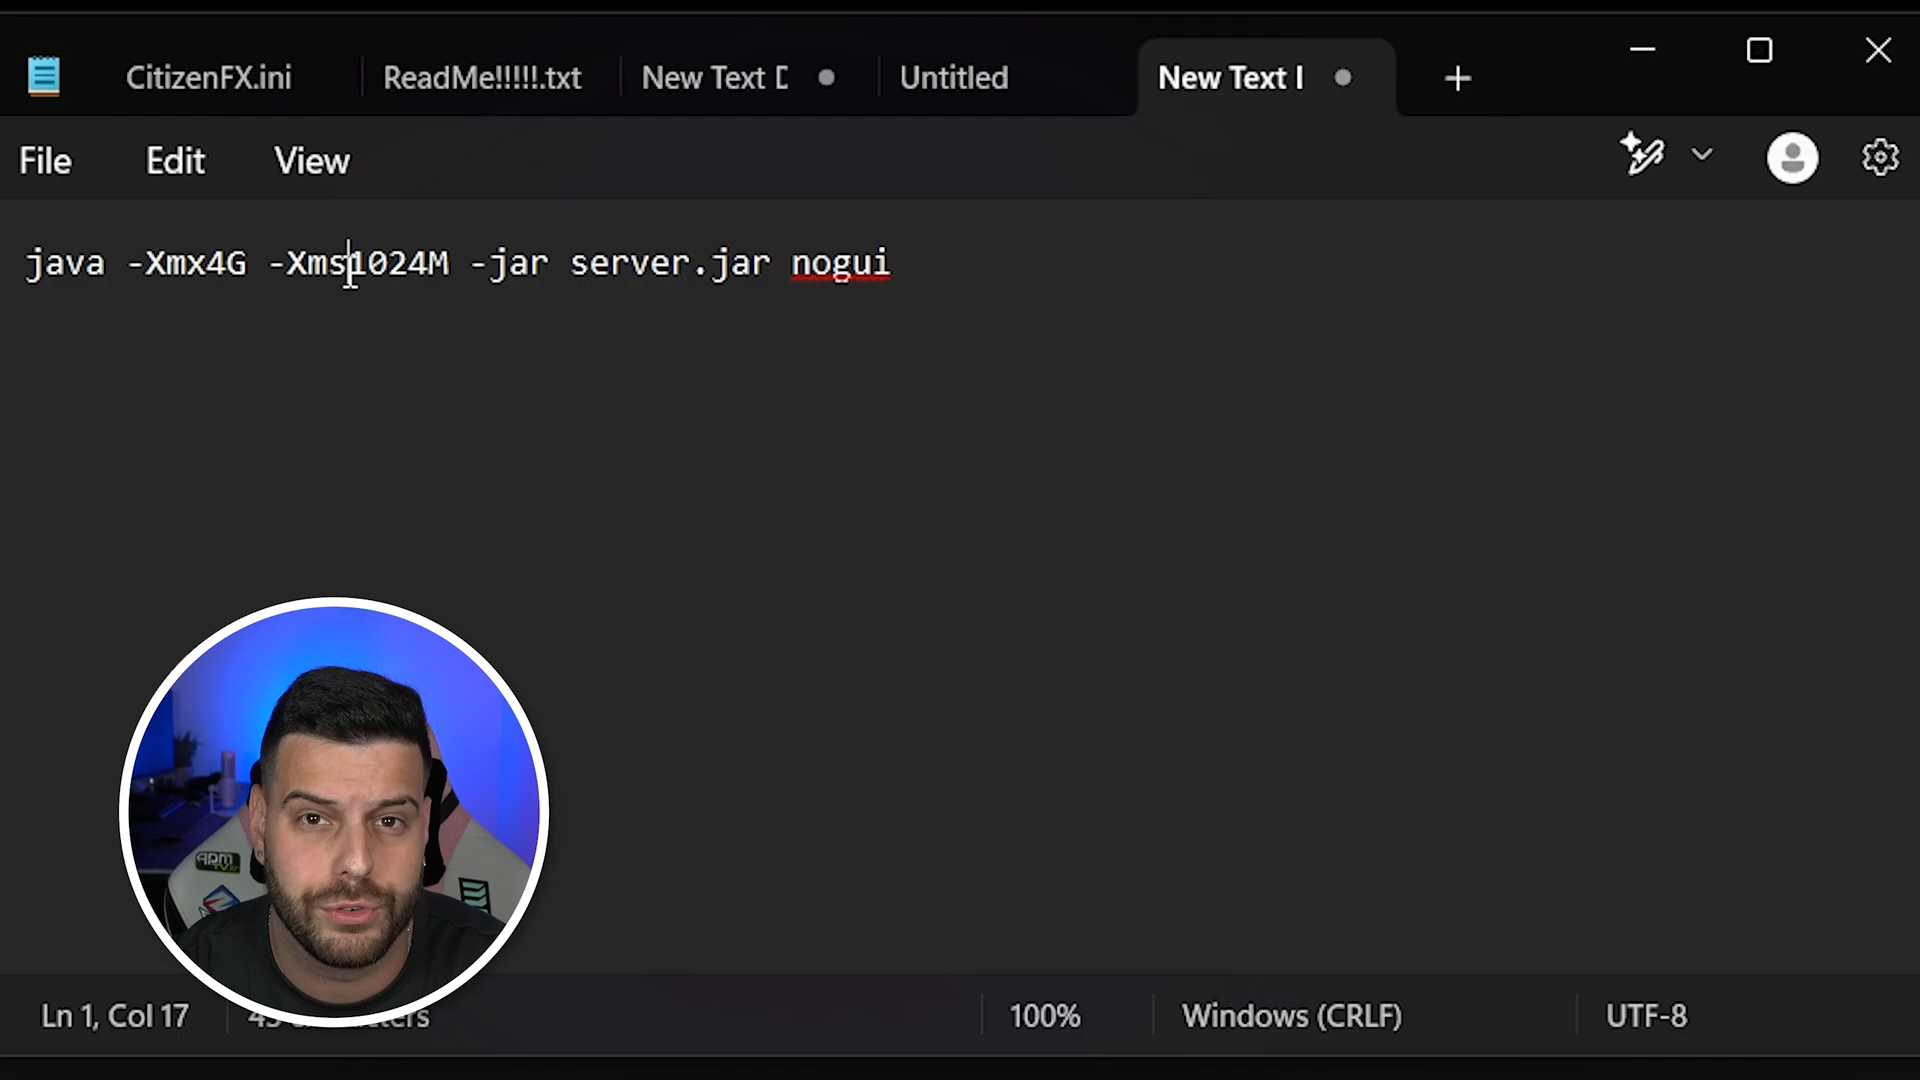 CitizenFX.ini ReadMe!!!!!.txt New Text D Untitled New Text I
File Edit View
java -Xmx4G -Xms1024M -jar server.jar nogui
apm
Ln 1, Col 17 100% Windows (CRLF) UTF-8